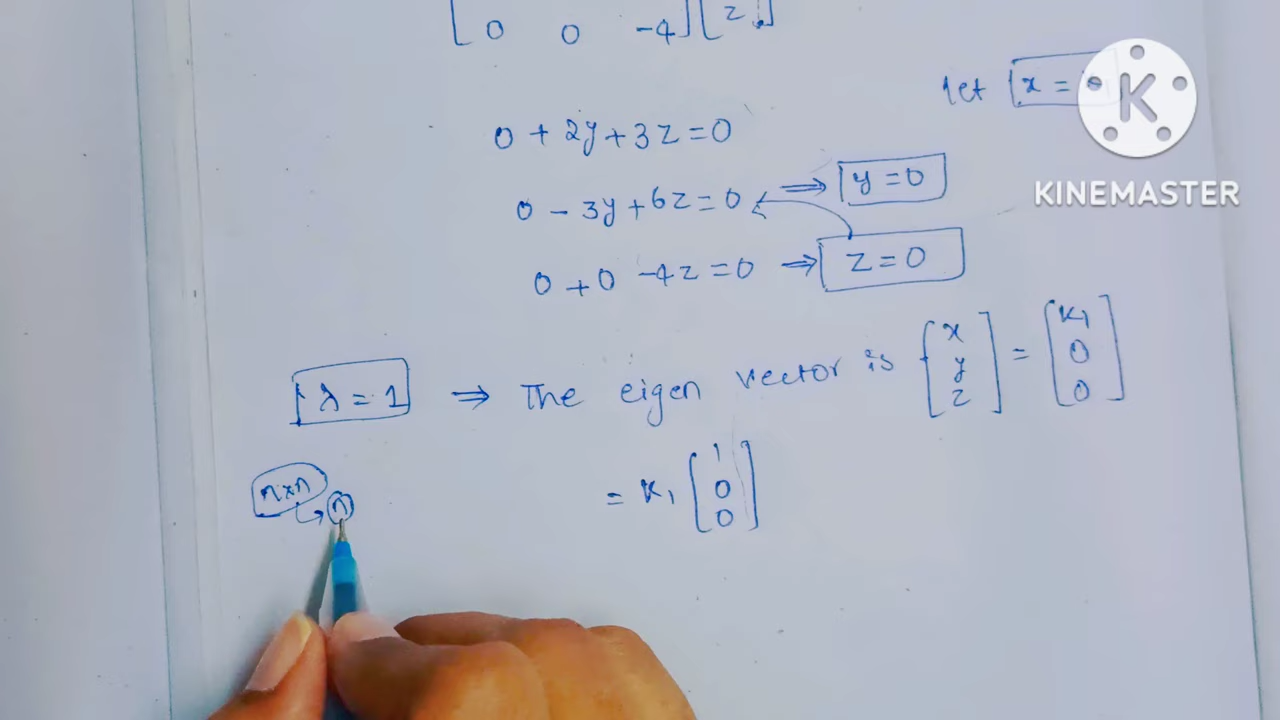 [ 0 0 -4 ] [ z ]
let x =
K
KINEMASTER
0 + 2y + 3z = 0
0 - 3y + 6z = 0 ⇒ y = 0
0 + 0 - 4z = 0 ⇒ z = 0
λ = 1 ⇒ The eigen vector is [ x y z ] = [ K1 0 0 ]
n×n
n
= K1 [ 1 0 0 ]